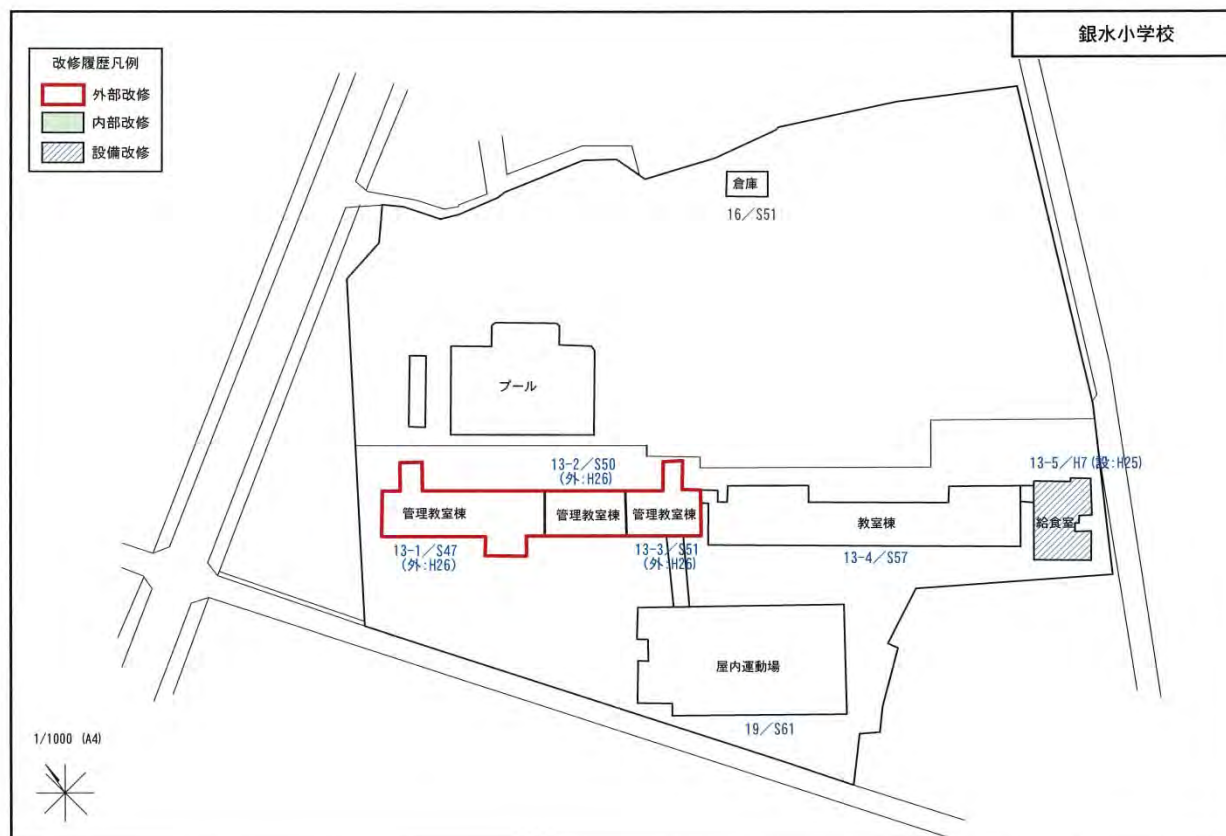 銀水小学校
改修履歴凡例
外部改修
内部改修
設備改修
倉庫
16／S51
プール
13-2／S50
(外:H26)
13-5／H7(設:H25)
管理教室棟
管理教室棟
管理教室棟
教室棟
給食室
13-1／S47
(外:H26)
13-3／S51
(外:H26)
13-4／S57
屋内運動場
19／S61
1/1000 (A4)